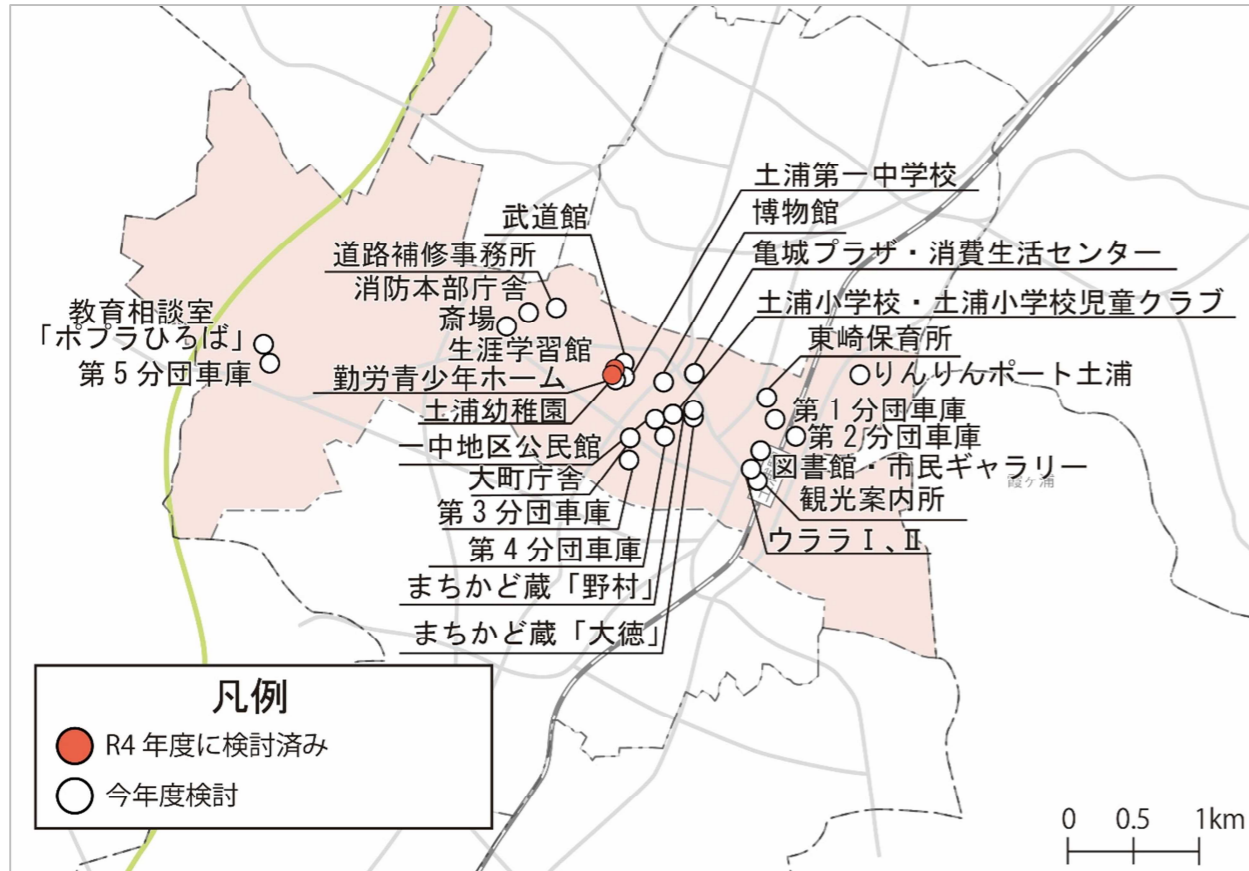 土浦第一中学校
博物館
武道館
亀城プラザ・消費生活センター
道路補修事務所
土浦小学校・土浦小学校児童クラブ
消防本部庁舎
教育相談室
「ポプラひろば」
斎場
東崎保育所
生涯学習館
第5分団車庫
勤労青少年ホーム
りんりんポート土浦
土浦幼稚園
第1分団車庫
第2分団車庫
一中地区公民館
図書館・市民ギャラリー
大町庁舎
霞ヶ浦
観光案内所
第3分団車庫
ウララⅠ、Ⅱ
第4分団車庫
まちかど蔵「野村」
まちかど蔵「大徳」
凡例
R4年度に検討済み
今年度検討
0 0.5 1km